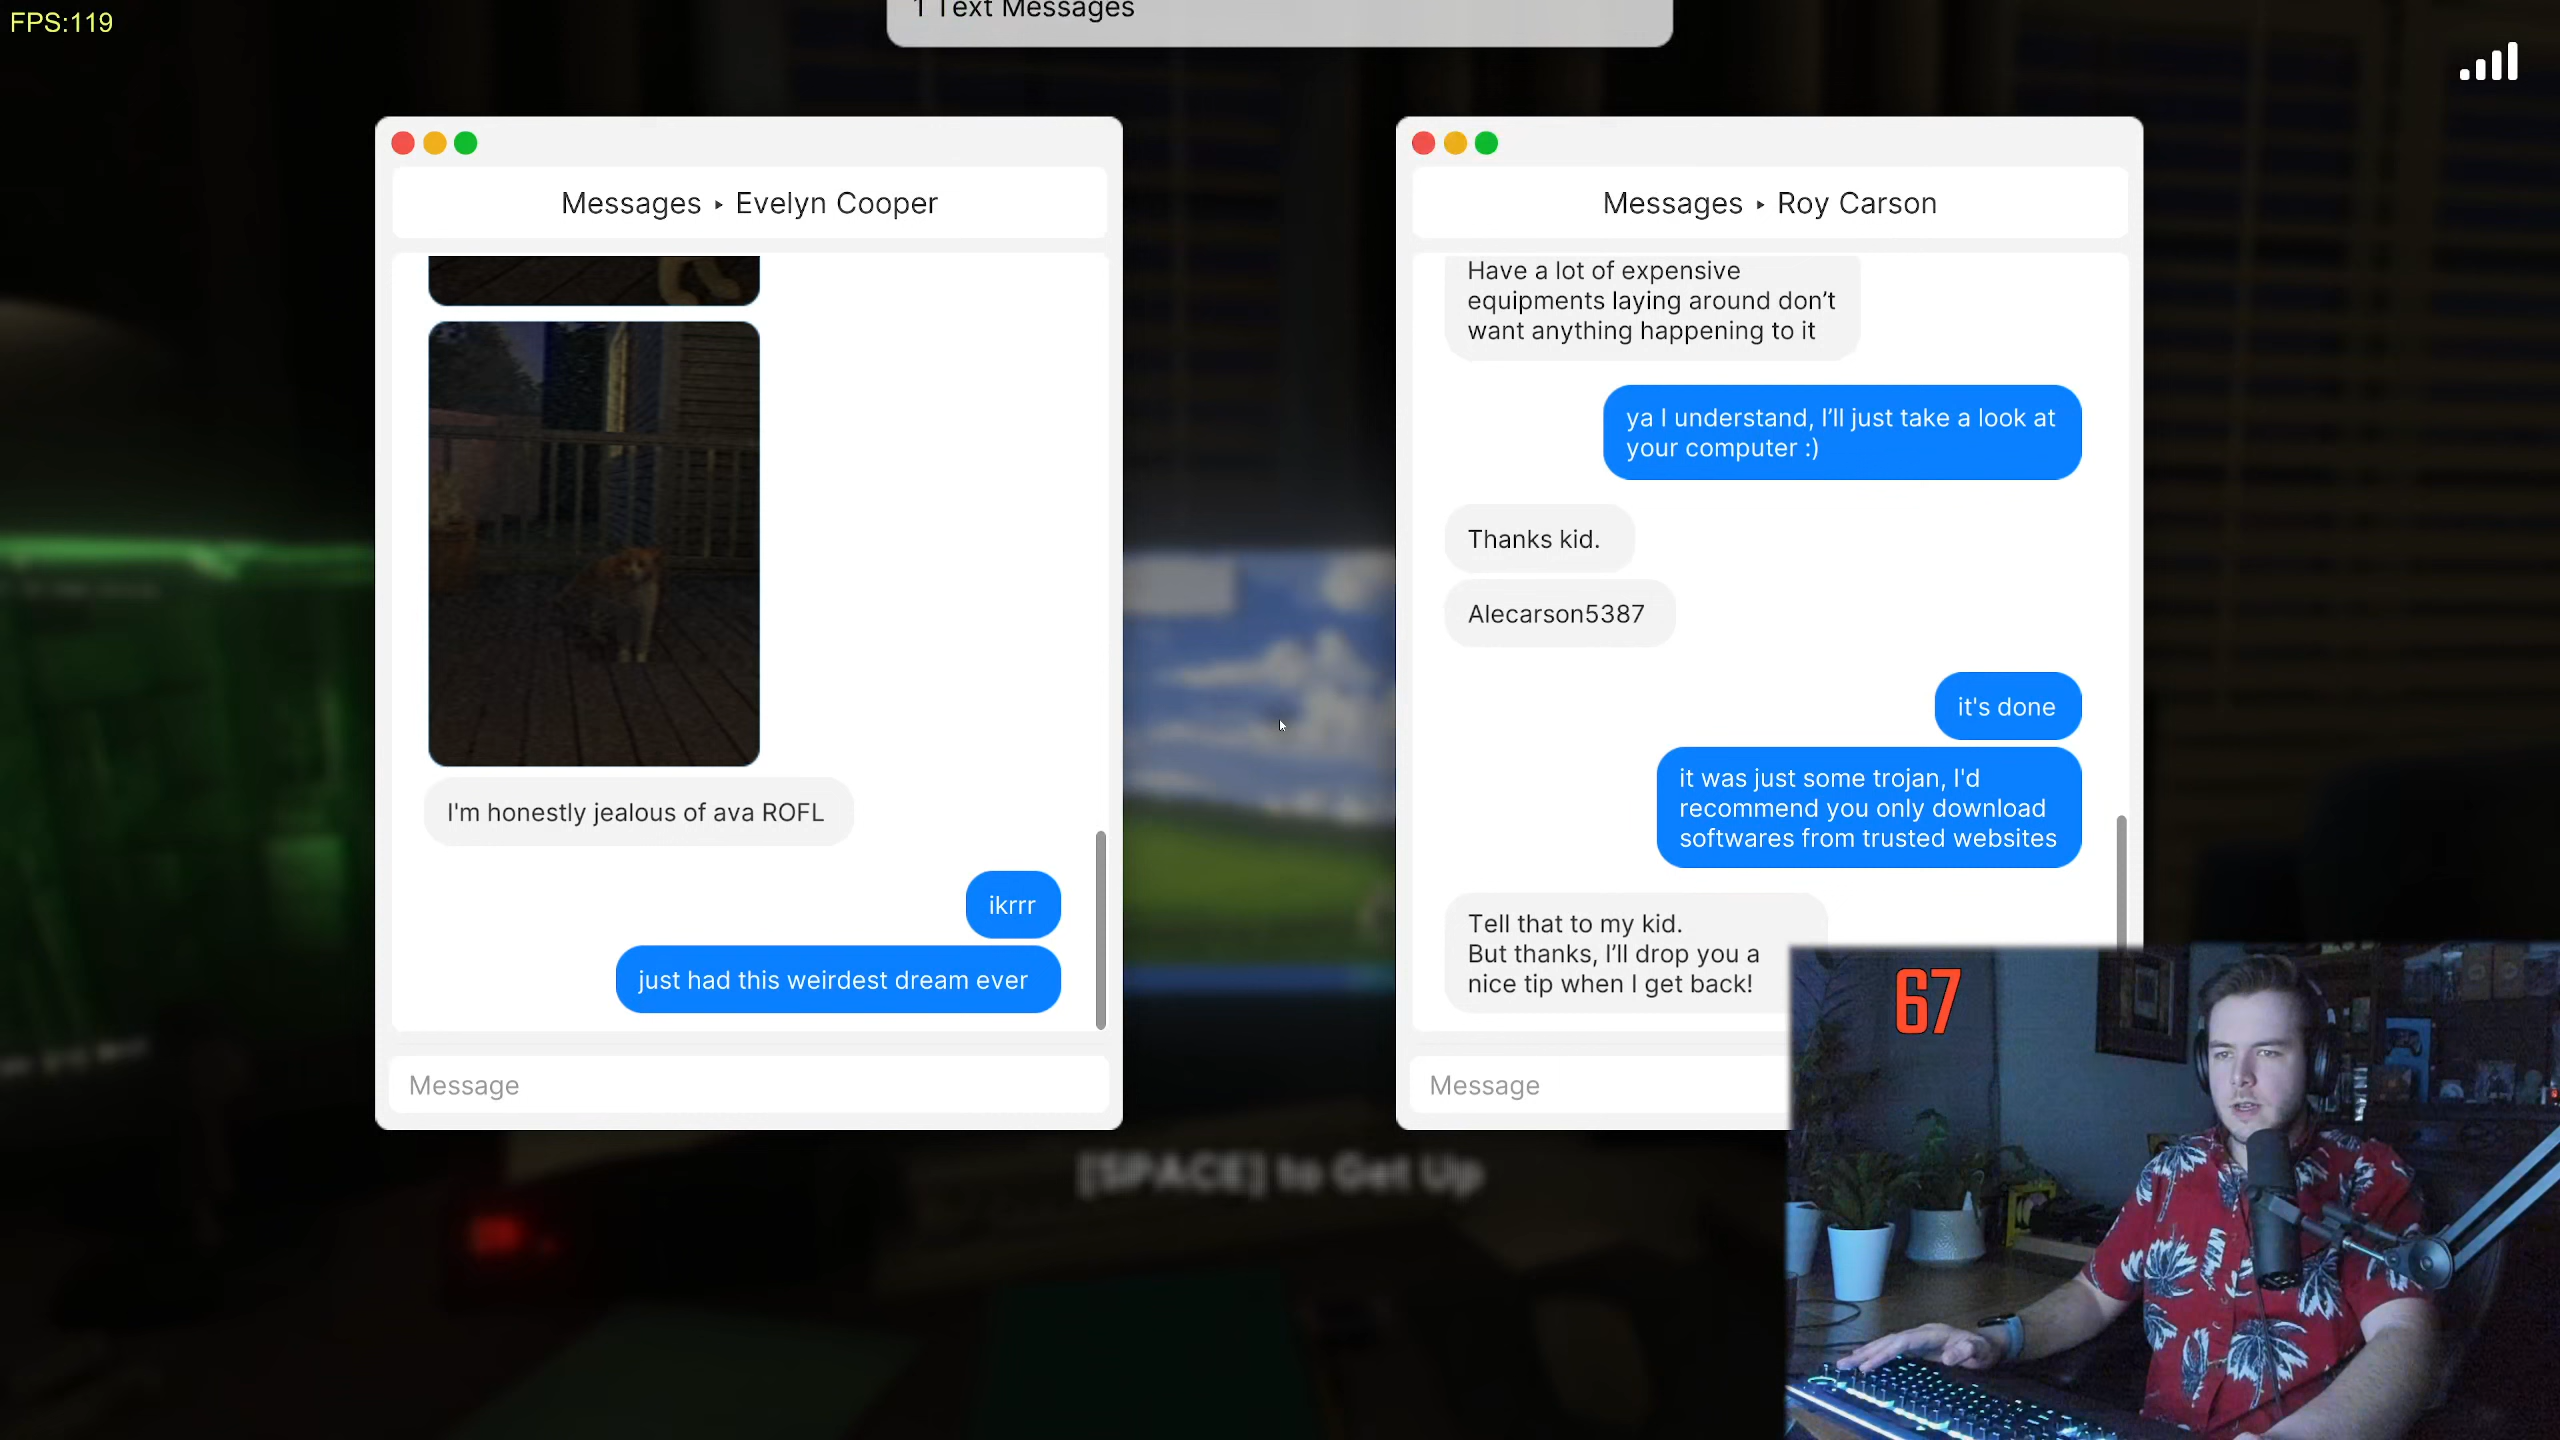 FPS:119
1 Text Messages
Messages ▸ Evelyn Cooper
I'm honestly jealous of ava ROFL
ikrrr
just had this weirdest dream ever
Message
Messages ▸ Roy Carson
Have a lot of expensive
equipments laying around don't
want anything happening to it
ya I understand, I'll just take a look at
your computer :)
Thanks kid.
Alecarson5387
it's done
it was just some trojan, I'd
recommend you only download
softwares from trusted websites
Tell that to my kid.
But thanks, I'll drop you a
nice tip when I get back!
Message
67
[SPACE] to Get Up